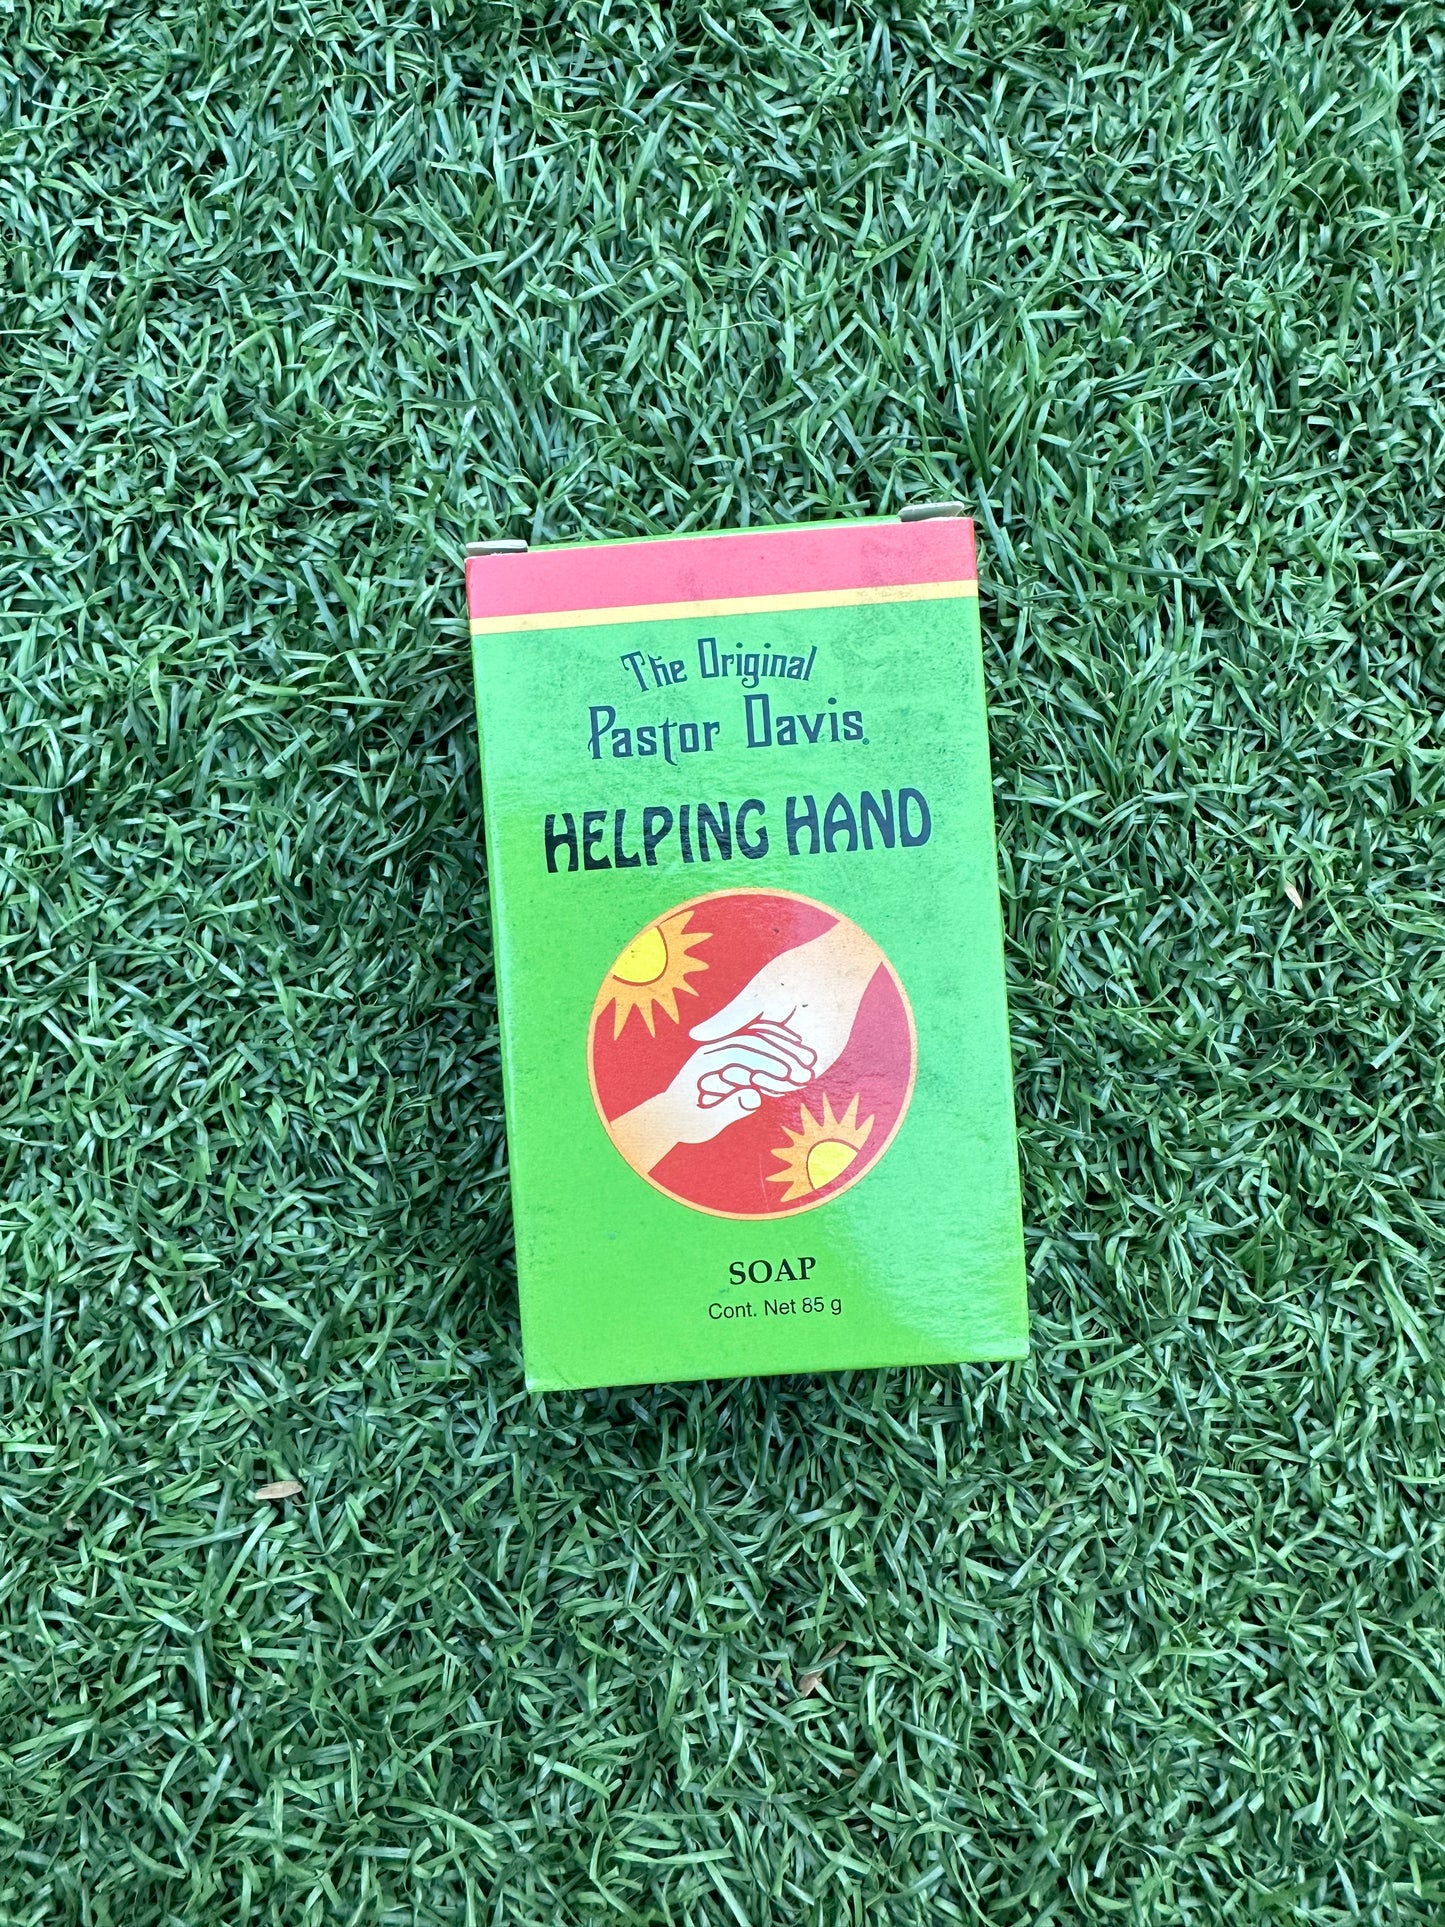 The Original
Pastor Davis
HELPING HAND
SOAP
Cont. Net 85 g